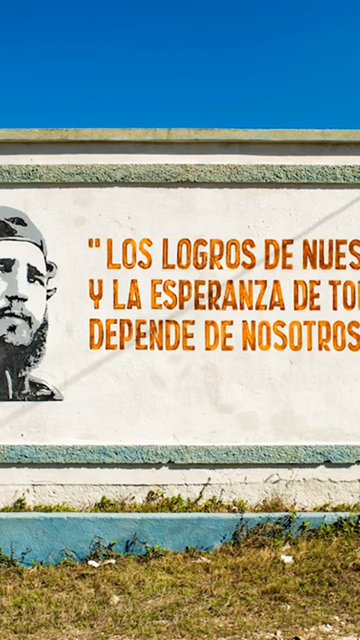 "LOS LOGROS DE NUES
Y LA ESPERANZA DE TO
DEPENDE DE NOSOTROS